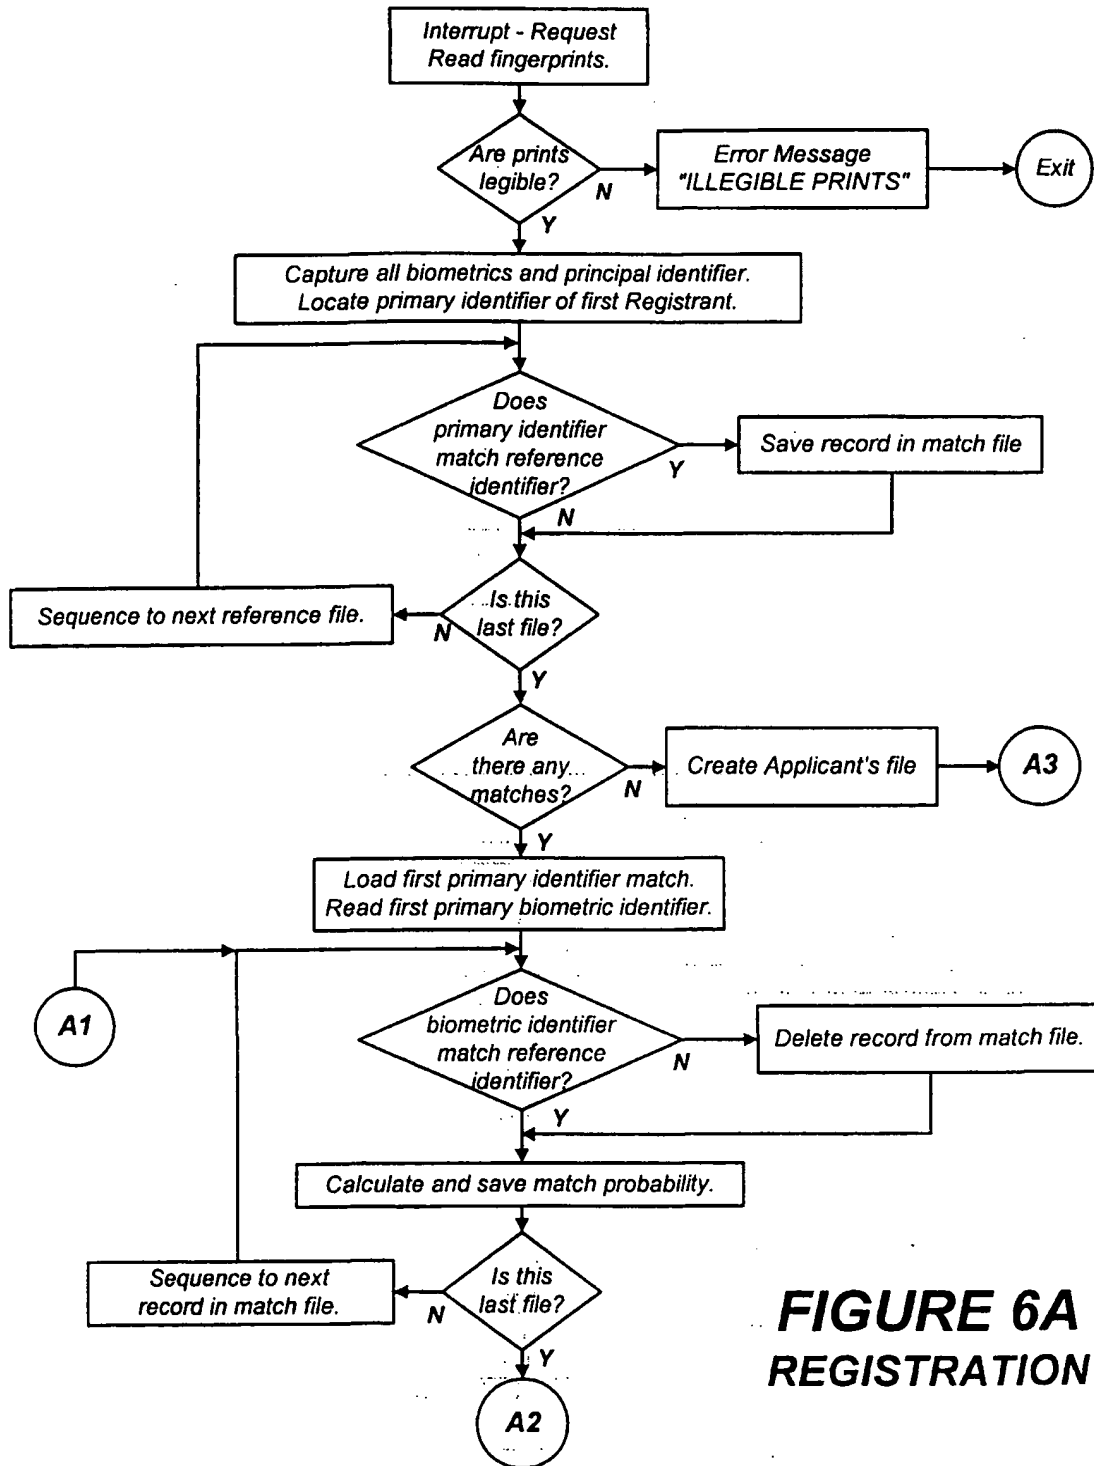 Interrupt - Request
Read fingerprints.
Are prints
legible?
N
Error Message
"ILLEGIBLE PRINTS"
Exit
Y
Capture all biometrics and principal identifier.
Locate primary identifier of first Registrant.
Does
primary identifier
match reference
identifier?
Y
Save record in match file
N
Sequence to next reference file.
N
Is this
last file?
Y
Are
there any
matches?
N
Create Applicant's file
A3
Y
Load first primary identifier match.
Read first primary biometric identifier.
A1
Does
biometric identifier
match reference
identifier?
N
Delete record from match file.
Y
Calculate and save match probability.
Sequence to next
record in match file.
N
Is this
last file?
Y
A2
FIGURE 6A
REGISTRATION